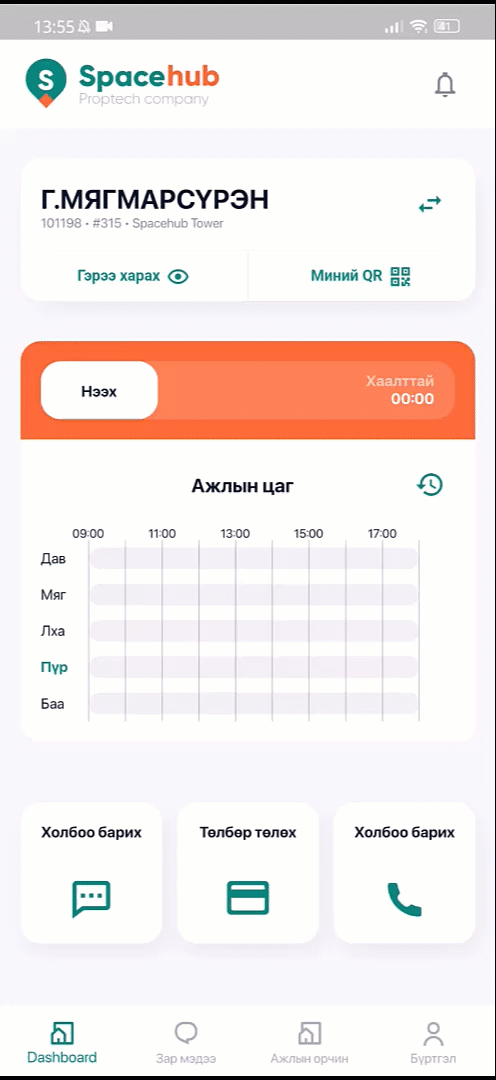 13:55
41
S
Spacehub
Proptech company
Г.МЯГМАРСҮРЭН
101198 • #315 • Spacehub Tower
Гэрээ харах
Миний QR
Нээх
Хаалттай
00:00
Ажлын цаг
09:00 11:00 13:00 15:00 17:00
Дав
Мяг
Лха
Пүр
Баа
Холбоо барих
Төлбөр төлөх
Холбоо барих
Dashboard
Зар мэдээ
Ажлын орчин
Бүртгэл